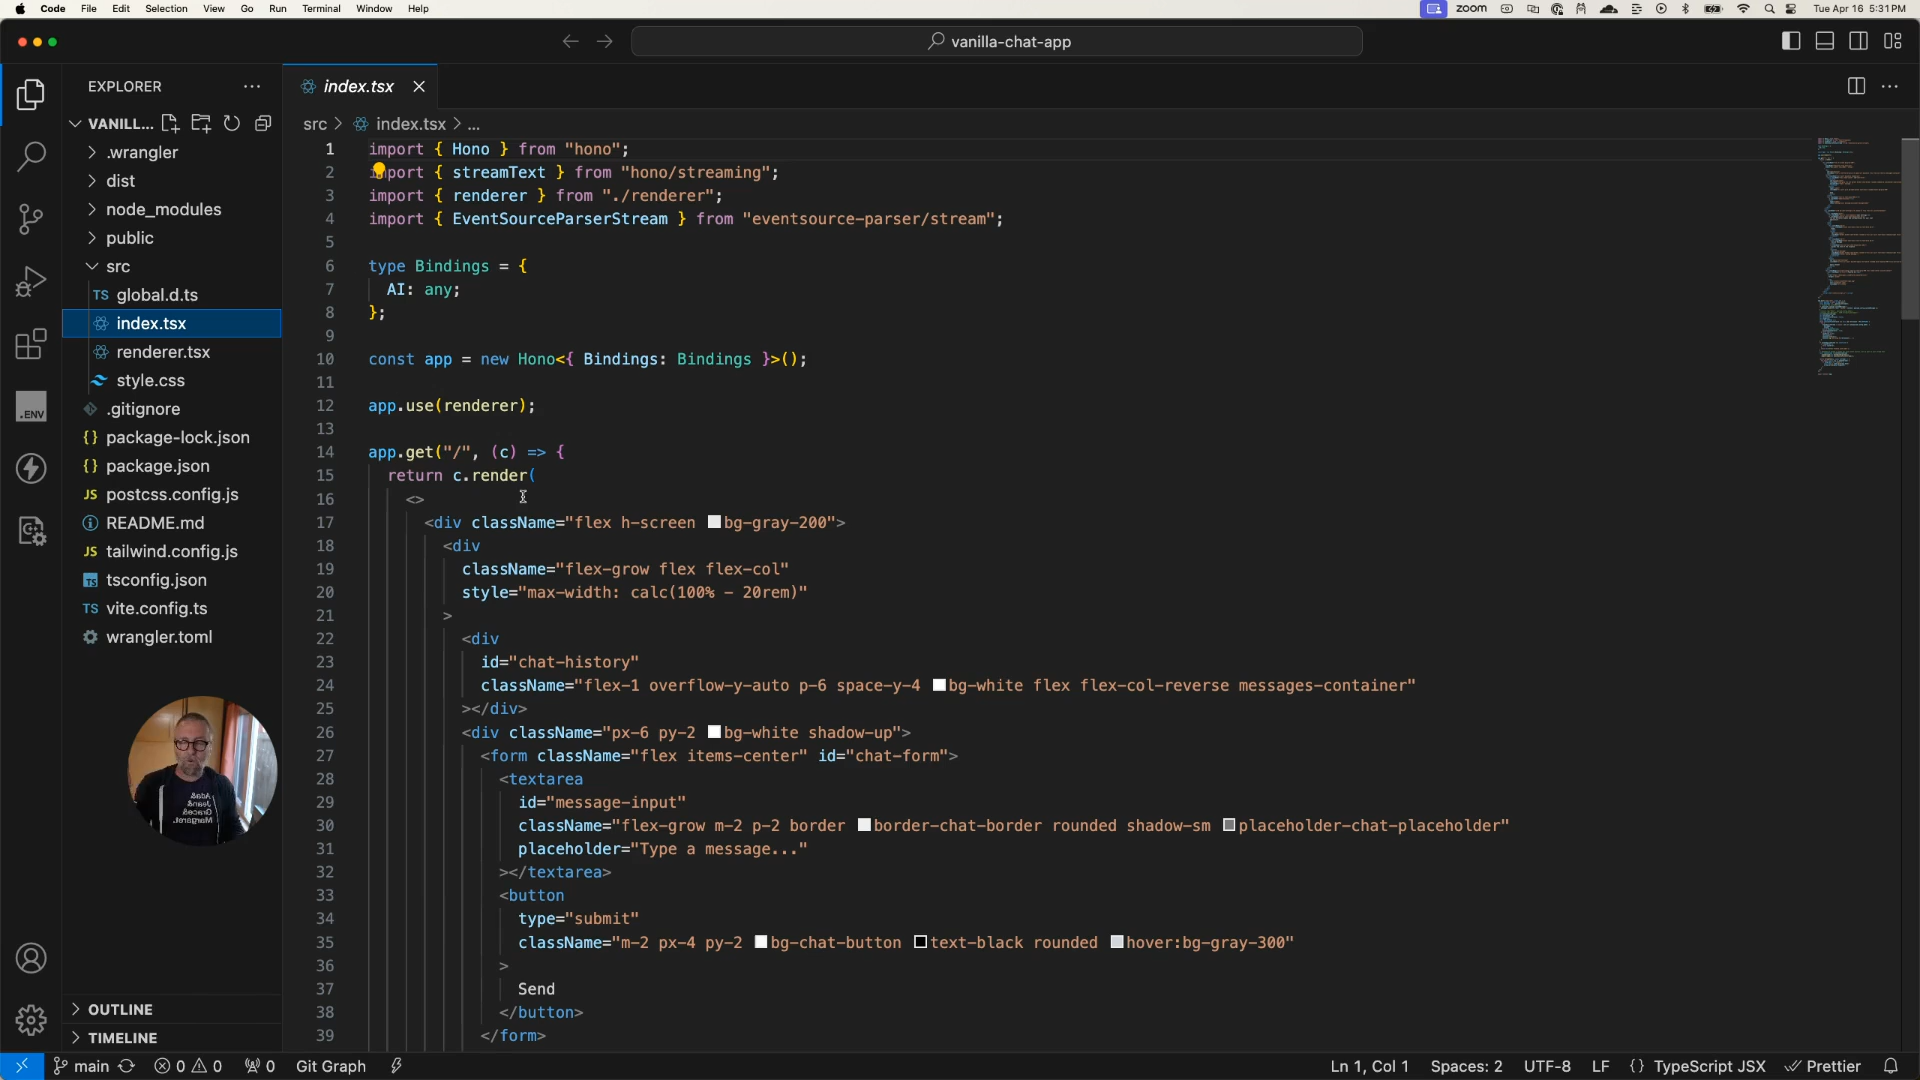 Code File Edit Selection View Go Run Terminal Window Help
zoom
Tue Apr 16 5:31 PM
vanilla-chat-app
EXPLORER
VANILL...
.wrangler
dist
node_modules
public
src
TS global.d.ts
index.tsx
renderer.tsx
style.css
.gitignore
{} package-lock.json
{} package.json
JS postcss.config.js
README.md
JS tailwind.config.js
TS tsconfig.json
TS vite.config.ts
wrangler.toml
.ENV
OUTLINE
TIMELINE
index.tsx
src > index.tsx > ...
1 import { Hono } from "hono";
2 import { streamText } from "hono/streaming";
3 import { renderer } from "./renderer";
4 import { EventSourceParserStream } from "eventsource-parser/stream";
5
6 type Bindings = {
7 AI: any;
8 };
9
10 const app = new Hono<{ Bindings: Bindings }>();
11
12 app.use(renderer);
13
14 app.get("/", (c) => {
15 return c.render(
16 <>
17 <div className="flex h-screen bg-gray-200">
18 <div
19 className="flex-grow flex flex-col"
20 style="max-width: calc(100% - 20rem)"
21 >
22 <div
23 id="chat-history"
24 className="flex-1 overflow-y-auto p-6 space-y-4 bg-white flex flex-col-reverse messages-container"
25 ></div>
26 <div className="px-6 py-2 bg-white shadow-up">
27 <form className="flex items-center" id="chat-form">
28 <textarea
29 id="message-input"
30 className="flex-grow m-2 p-2 border border-chat-border rounded shadow-sm placeholder-chat-placeholder"
31 placeholder="Type a message..."
32 ></textarea>
33 <button
34 type="submit"
35 className="m-2 px-4 py-2 bg-chat-button text-black rounded hover:bg-gray-300"
36 >
37 Send
38 </button>
39 </form>
main 0 0 0 Git Graph
Ln 1, Col 1 Spaces: 2 UTF-8 LF {} TypeScript JSX Prettier